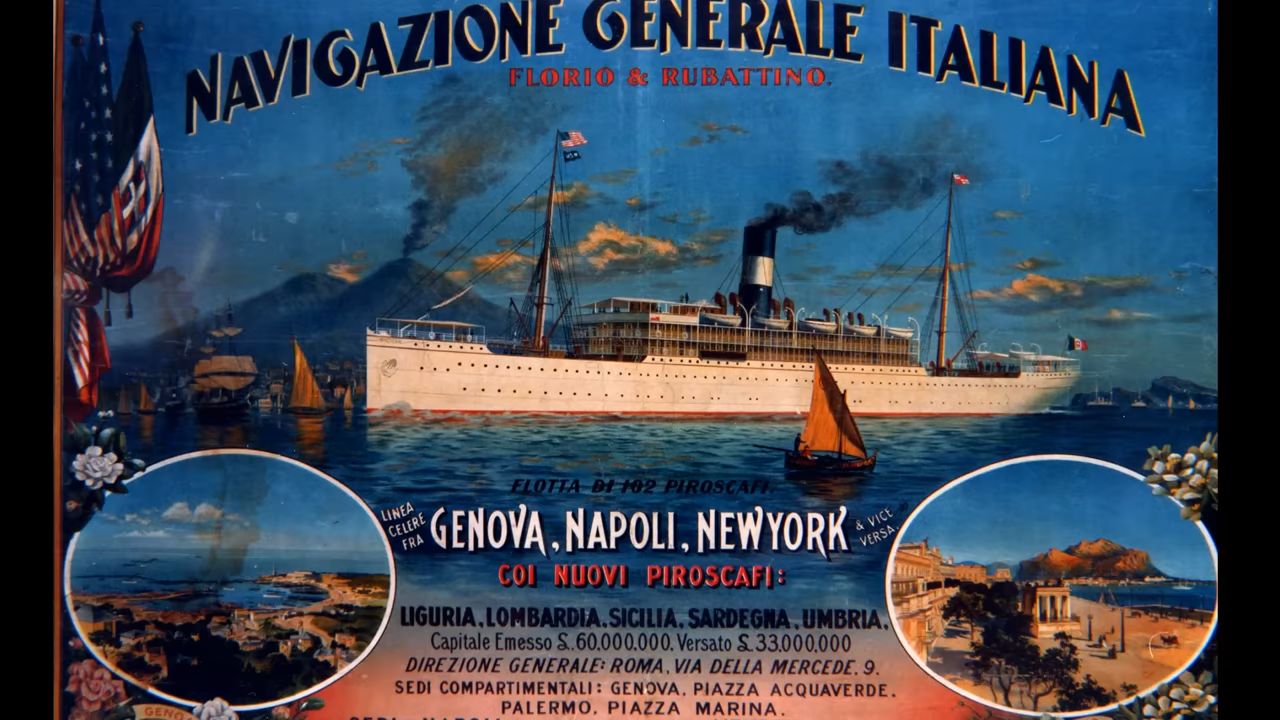 NAVIGAZIONE GENERALE ITALIANA
FLORIO & RUBATTINO.
FLOTTA DI 102 PIROSCAFI.
LINEA CELERE FRA
GENOVA, NAPOLI, NEW YORK
& VICE VERSA.
COI NUOVI PIROSCAFI:
LIGURIA, LOMBARDIA. SICILIA, SARDEGNA, UMBRIA,
Capitale Emesso £. 60.000.000, Versato £. 33.000.000
DIREZIONE GENERALE: ROMA, VIA DELLA MERCEDE. 9.
SEDI COMPARTIMENTALI: GENOVA. PIAZZA ACQUAVERDE.
PALERMO. PIAZZA MARINA.